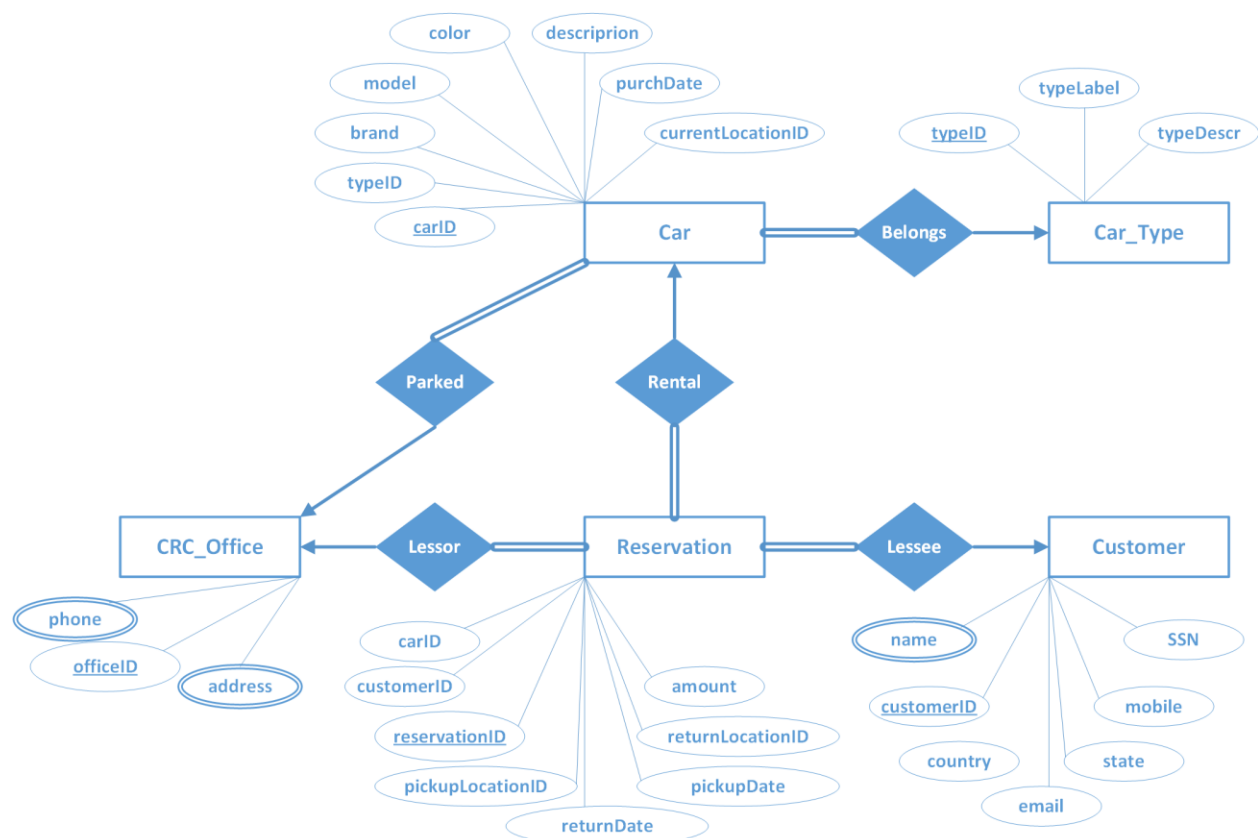 color
descriprion
model
purchDate
typeLabel
brand
currentLocationID
typeID
typeDescr
typeID
carID
Car
Belongs
Car_Type
Parked
Rental
CRC_Office
Lessor
Reservation
Lessee
Customer
phone
carID
name
SSN
officeID
address
customerID
amount
customerID
mobile
reservationID
returnLocationID
country
state
pickupLocationID
pickupDate
email
returnDate